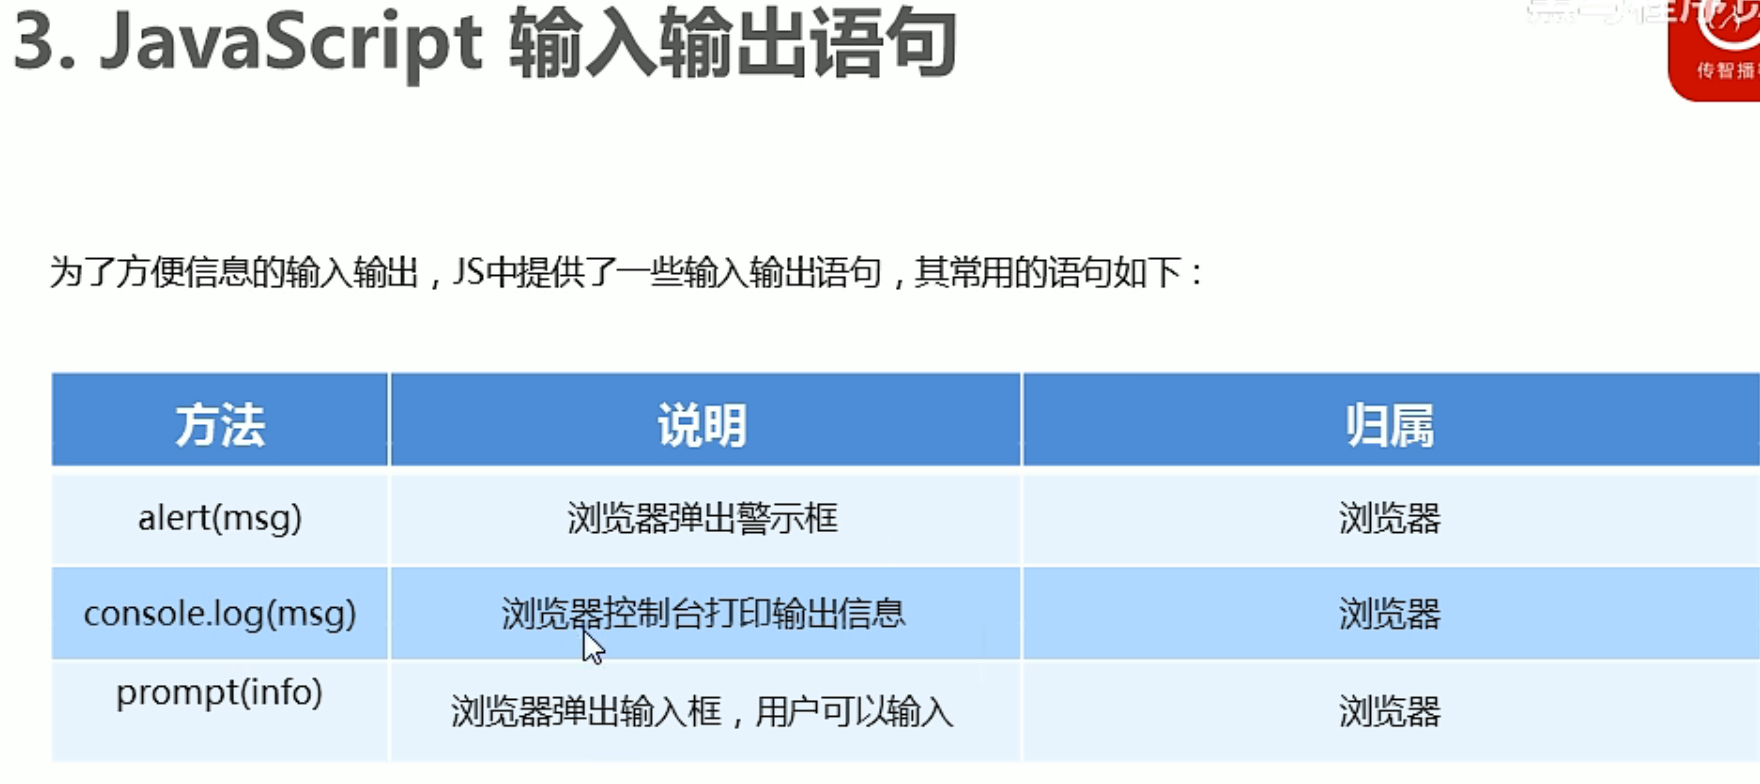 3. JavaScript 输入输出语句
传智播
为了方便信息的输入输出，JS中提供了一些输入输出语句，其常用的语句如下：
方法 说明 归属
alert(msg) 浏览器弹出警示框 浏览器
console.log(msg) 浏览器控制台打印输出信息 浏览器
prompt(info) 浏览器弹出输入框，用户可以输入 浏览器